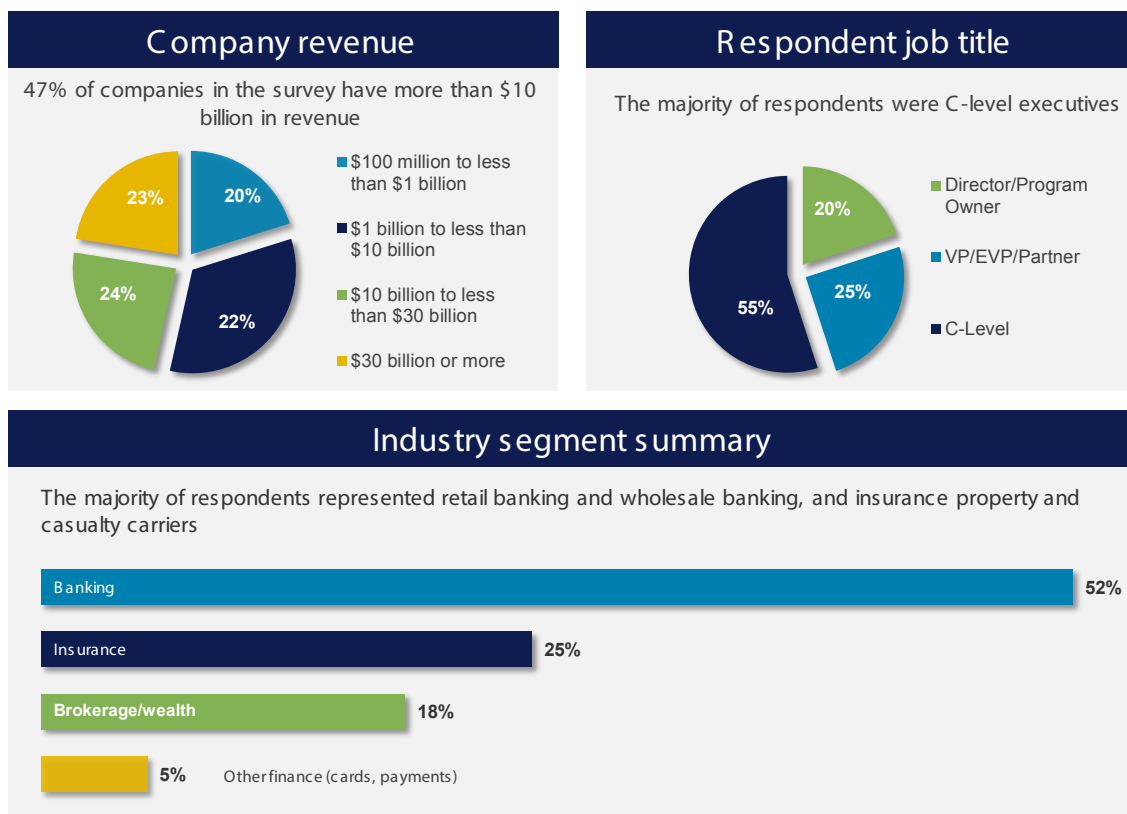 Company revenue
47% of companies in the survey have more than $10
billion in revenue
23%
20%
24%
22%
$100 million to less
than $1 billion
$1 billion to less than
$10 billion
$10 billion to less
than $30 billion
$30 billion or more
Respondent job title
The majority of respondents were C-level executives
20%
25%
55%
Director/Program
Owner
VP/EVP/Partner
C-Level
Industry segment summary
The majority of respondents represented retail banking and wholesale banking, and insurance property and
casualty carriers
Banking 52%
Insurance 25%
Brokerage/wealth 18%
5% Other finance (cards, payments)